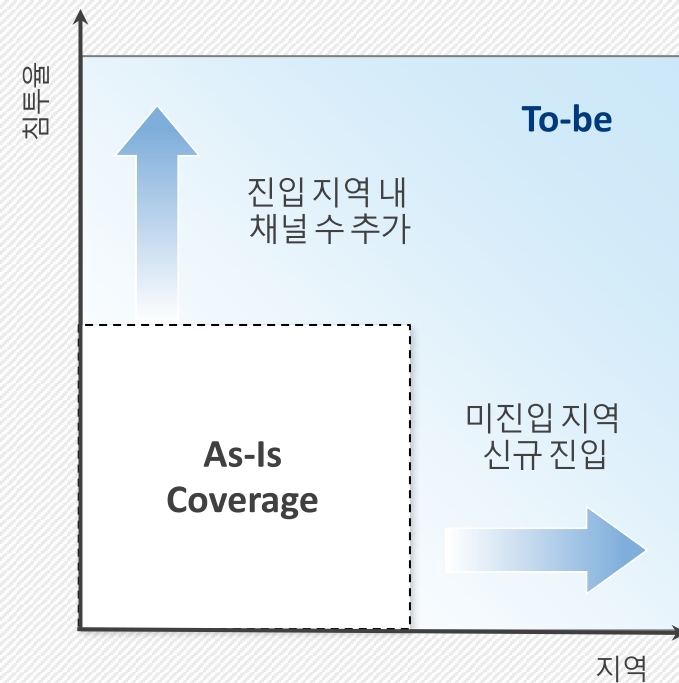 침투율
To-be
진입 지역 내
채널 수 추가
미진입 지역
신규 진입
As-Is
Coverage
지역